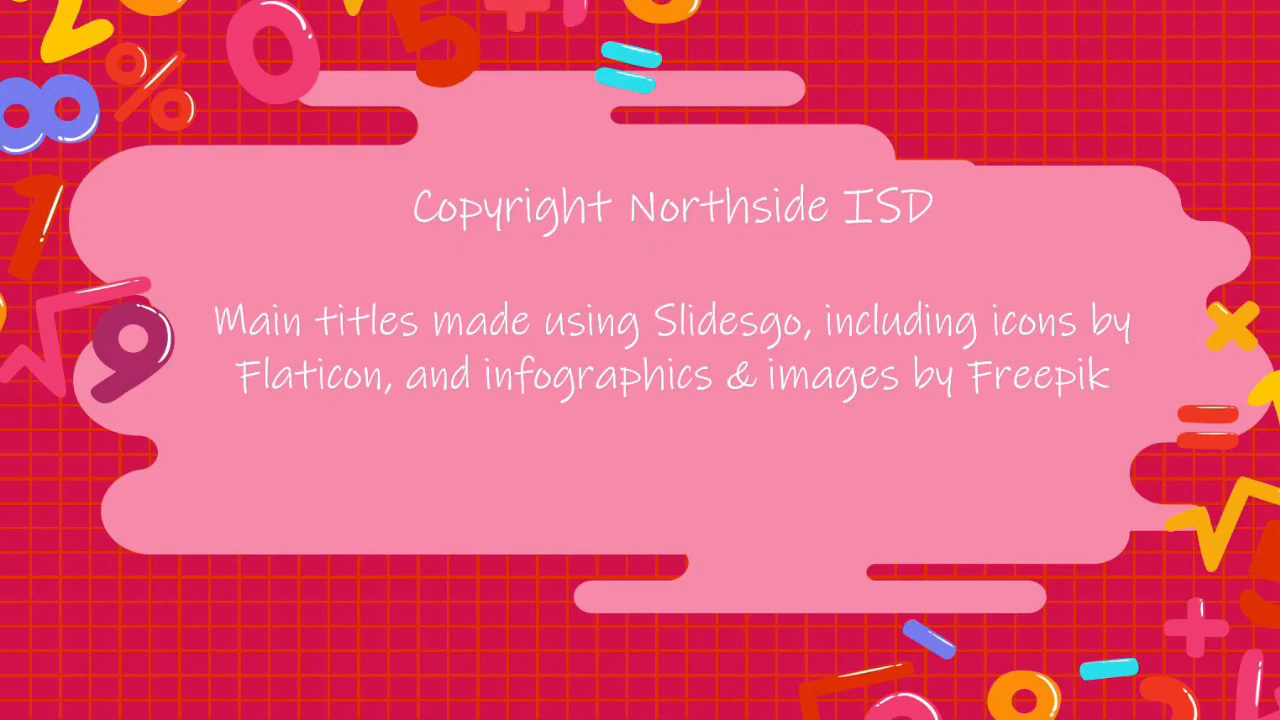 Copyright Northside ISD
Main titles made using Slidesgo, including icons by
Flaticon, and infographics & images by Freepik